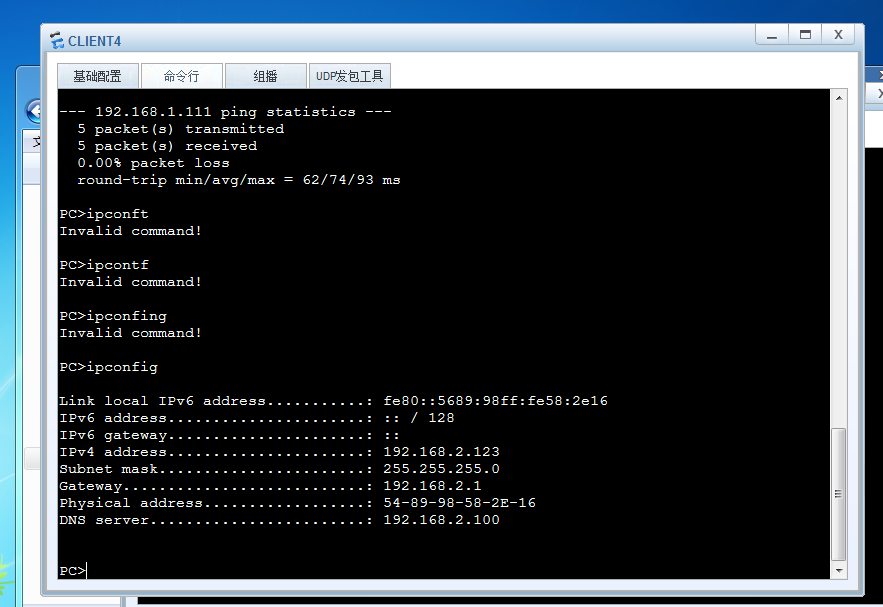 CLIENT4
基础配置 命令行 组播 UDP发包工具
--- 192.168.1.111 ping statistics ---
5 packet(s) transmitted
5 packet(s) received
0.00% packet loss
round-trip min/avg/max = 62/74/93 ms
PC>ipconft
Invalid command!
PC>ipcontf
Invalid command!
PC>ipconfing
Invalid command!
PC>ipconfig
Link local IPv6 address...........: fe80::5689:98ff:fe58:2e16
IPv6 address......................: :: / 128
IPv6 gateway......................: ::
IPv4 address......................: 192.168.2.123
Subnet mask.......................: 255.255.255.0
Gateway...........................: 192.168.2.1
Physical address..................: 54-89-98-58-2E-16
DNS server........................: 192.168.2.100
PC>